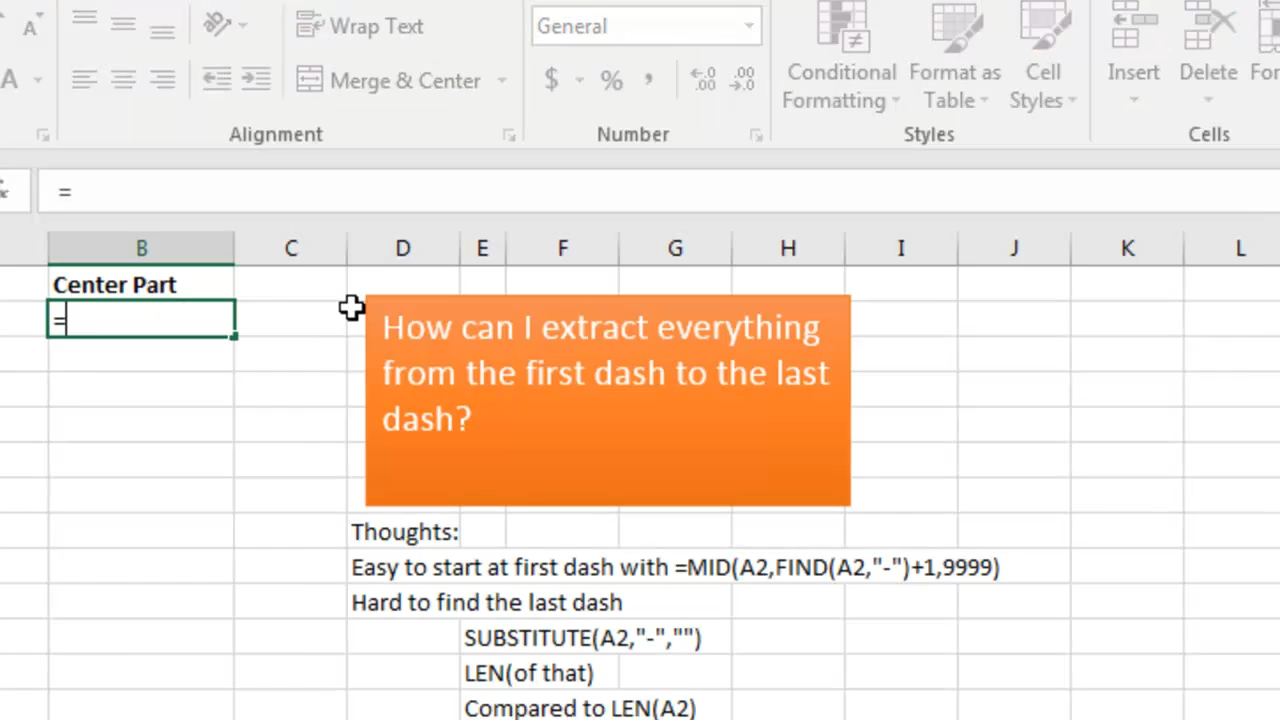 Wrap Text
General
Merge & Center
$ % ,
Conditional Formatting
Format as Table
Cell Styles
Insert
Delete
Alignment
Number
Styles
Cells
=
B C D E F G H I J K L
Center Part
=
How can I extract everything
from the first dash to the last
dash?
Thoughts:
Easy to start at first dash with =MID(A2,FIND(A2,"-")+1,9999)
Hard to find the last dash
SUBSTITUTE(A2,"-","")
LEN(of that)
Compared to LEN(A2)